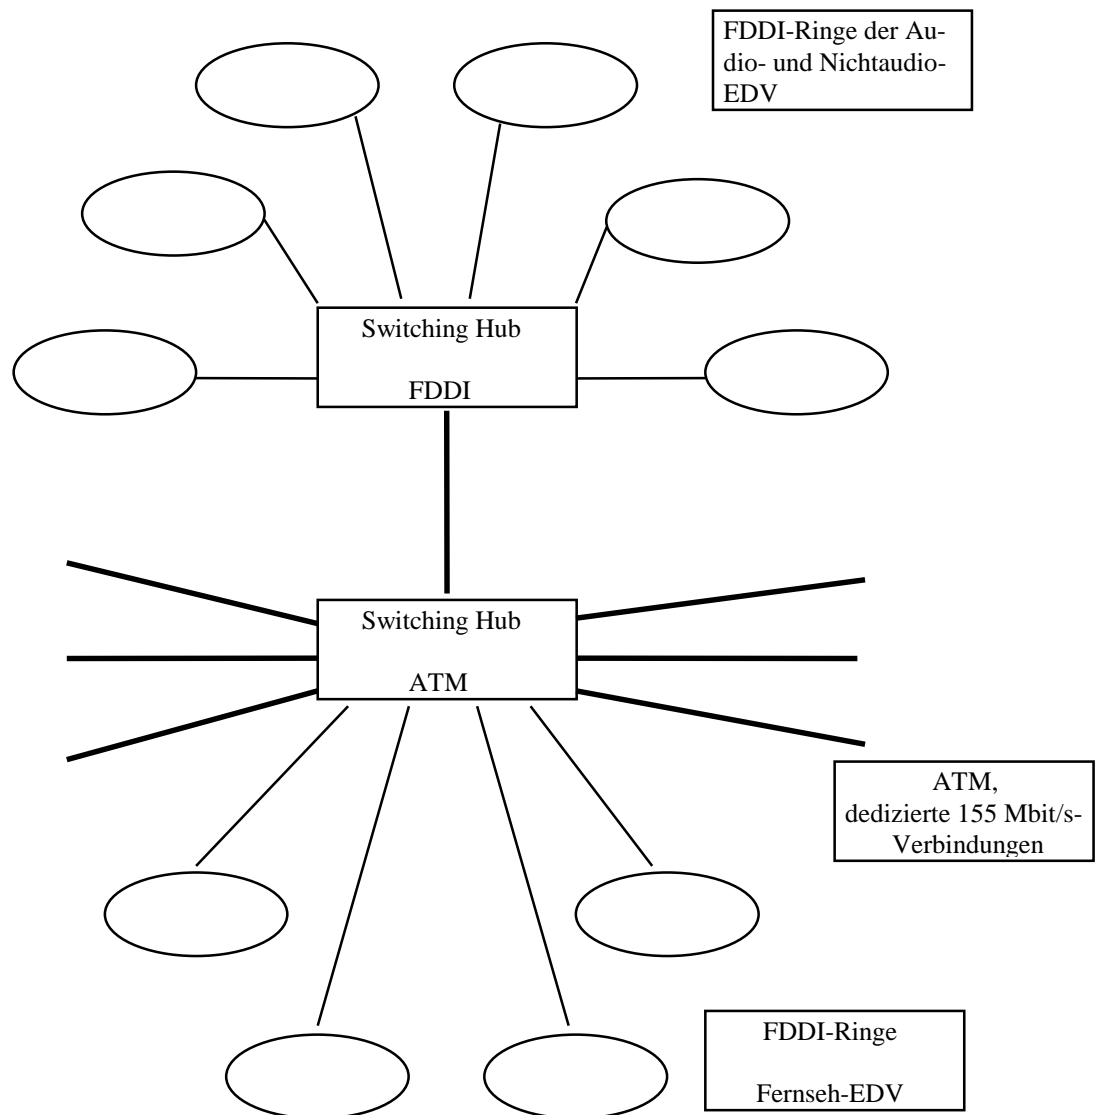 FDDI-Ringe der Au-
dio- und Nichtaudio-
EDV
Switching Hub
FDDI
Switching Hub
ATM
ATM,
dedizierte 155 Mbit/s-
Verbindungen
FDDI-Ringe
Fernseh-EDV